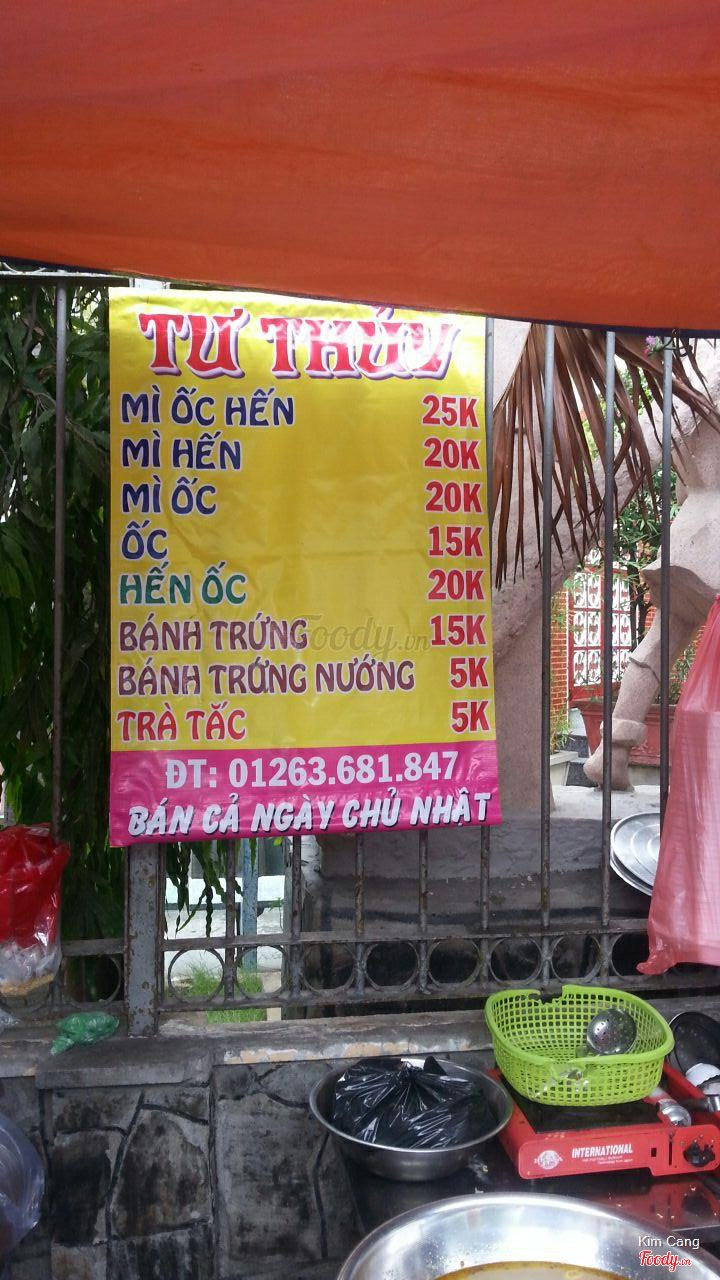 TƯ THỦY
MÌ ỐC HẾN 25K
MÌ HẾN 20K
MÌ ỐC 20K
ỐC 15K
HẾN ỐC 20K
BÁNH TRỨNG 15K
BÁNH TRỨNG NƯỚNG 5K
TRÀ TẮC 5K
Foody.vn
ĐT: 01263.681.847
BÁN CẢ NGÀY CHỦ NHẬT
INTERNATIONAL
Kim Cang
Foody.vn